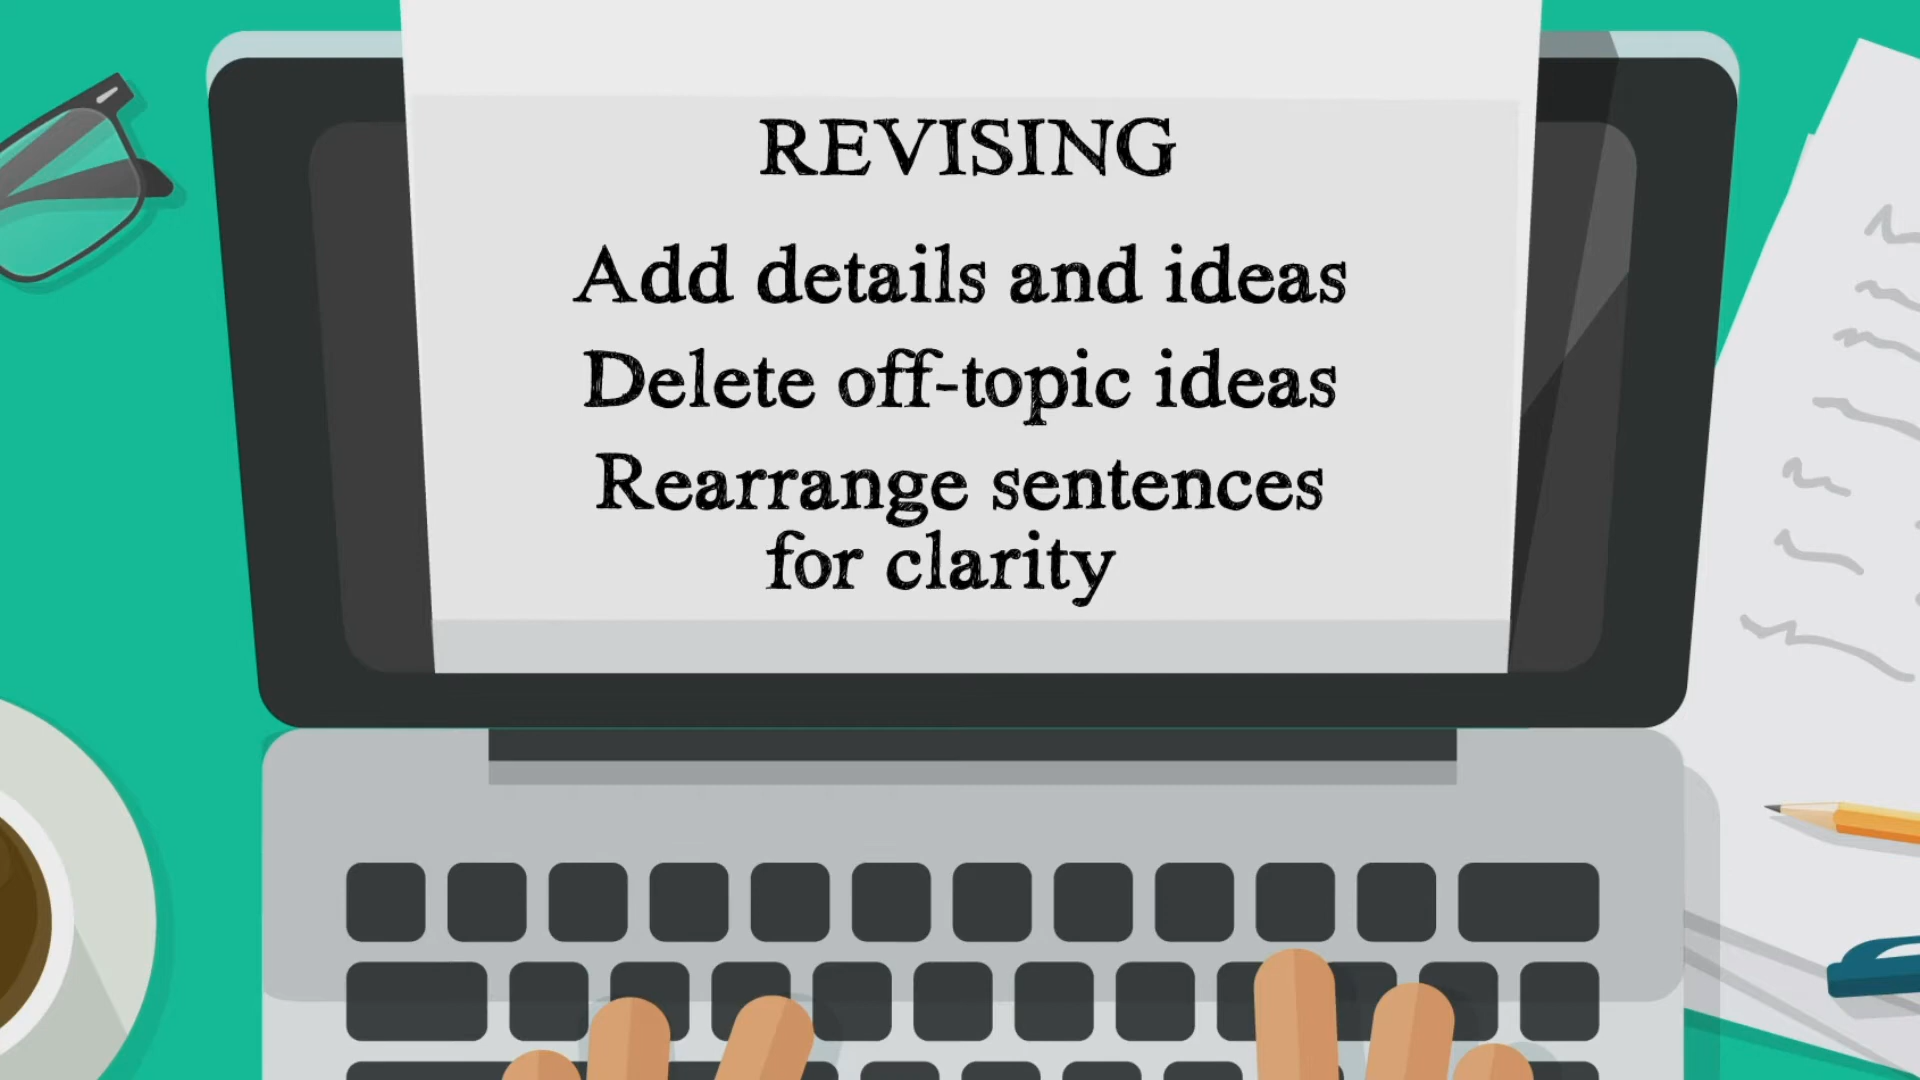 REVISING
Add details and ideas
Delete off-topic ideas
Rearrange sentences
for clarity